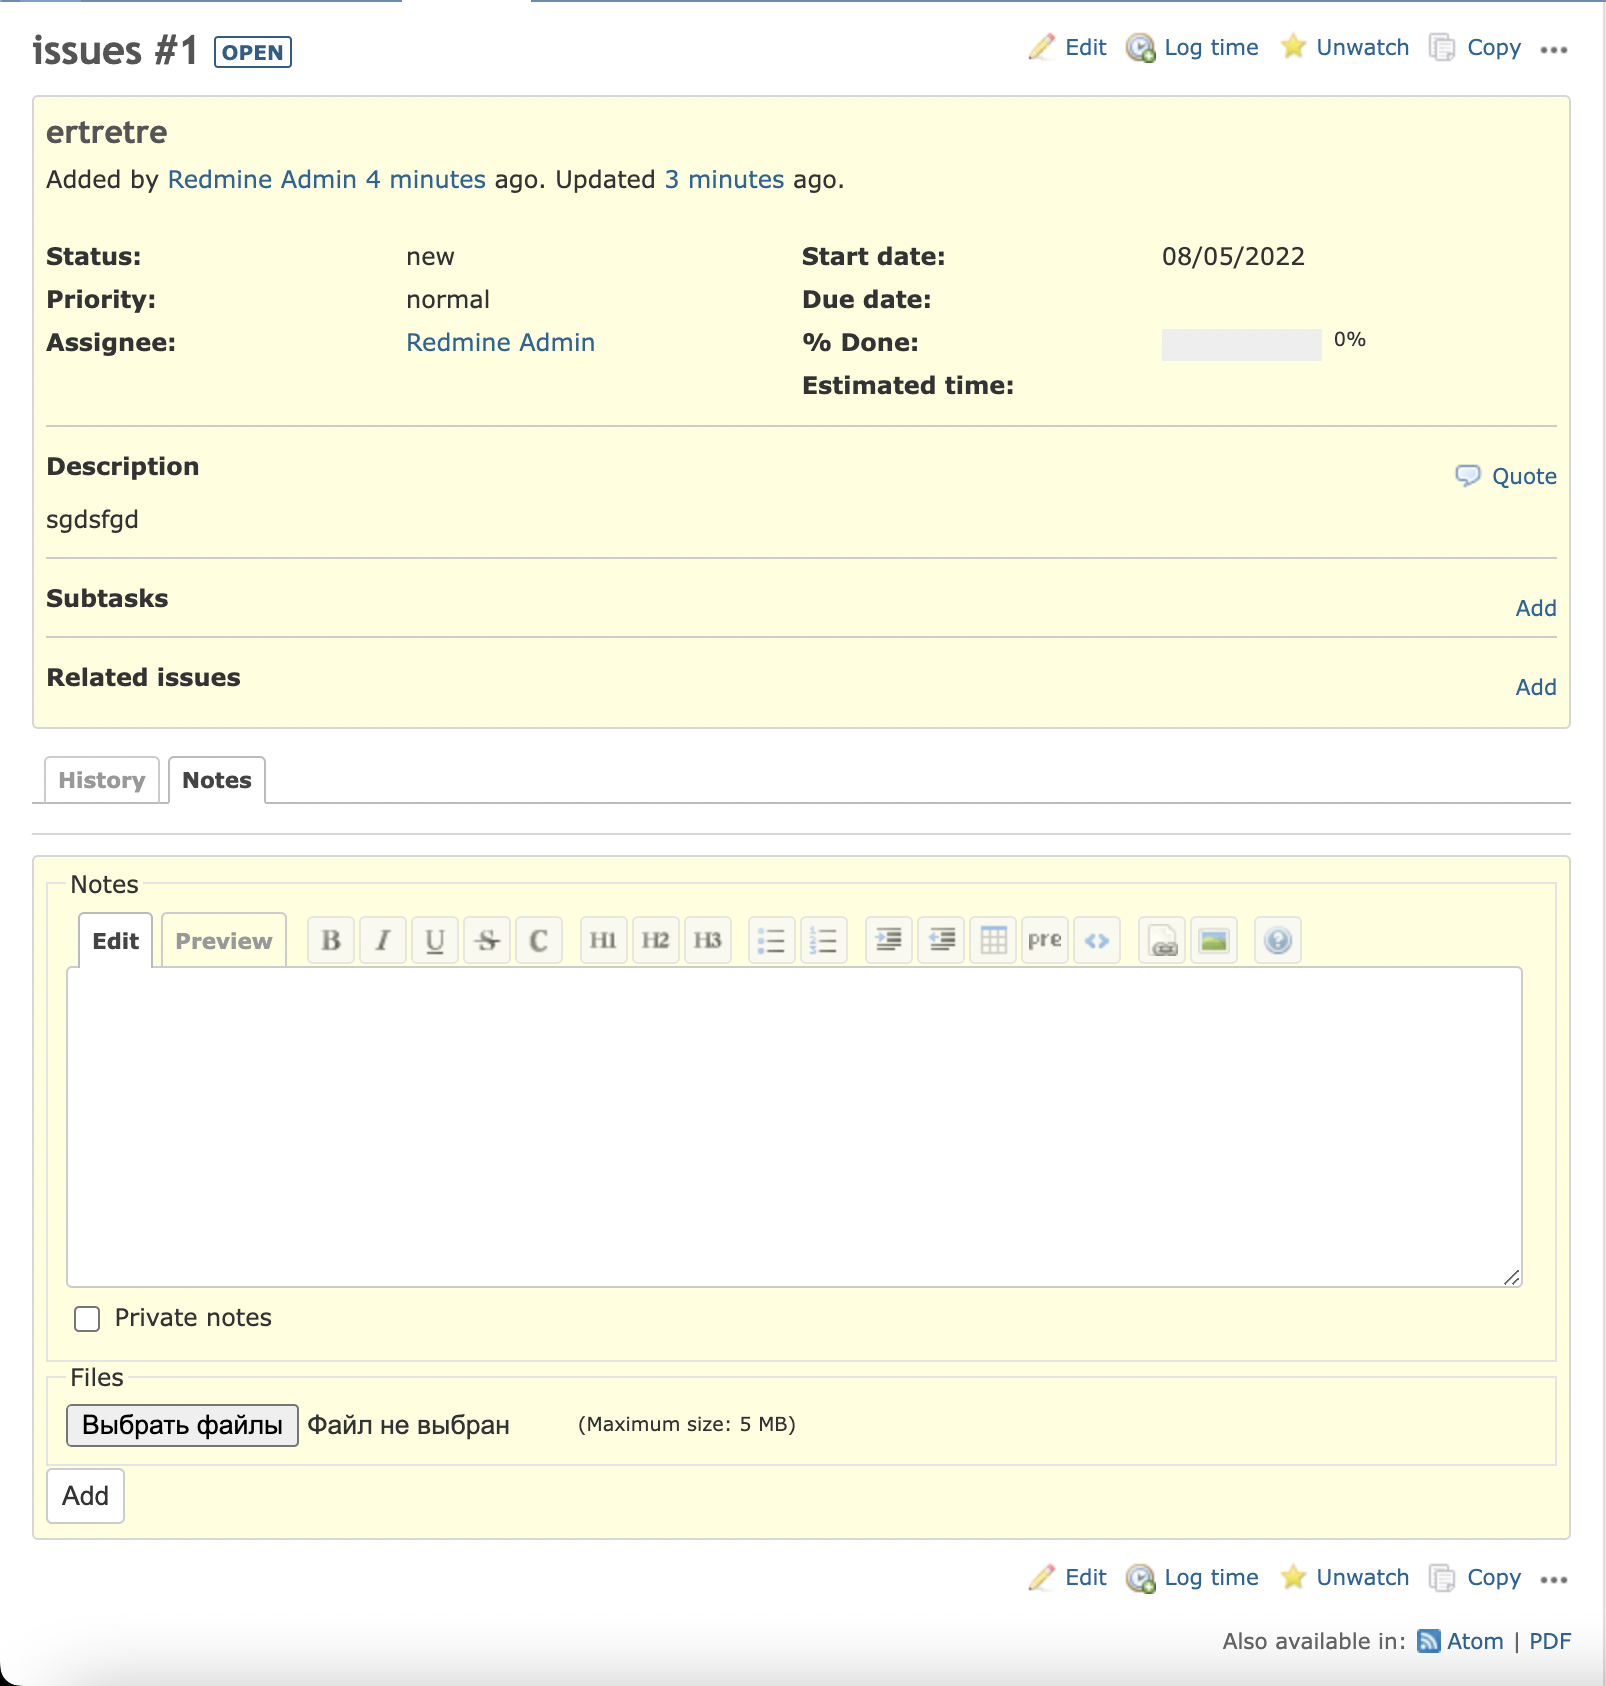 issues #1 OPEN
Edit Log time Unwatch Copy •••
ertretre
Added by Redmine Admin 4 minutes ago. Updated 3 minutes ago.
Status: new Start date: 08/05/2022
Priority: normal Due date:
Assignee: Redmine Admin % Done: 0%
Estimated time:
Description
Quote
sgdsfgd
Subtasks
Add
Related issues
Add
History Notes
Notes
Edit Preview B I U S C H1 H2 H3 pre <>
Private notes
Files
Выбрать файлы Файл не выбран (Maximum size: 5 MB)
Add
Edit Log time Unwatch Copy •••
Also available in: Atom | PDF